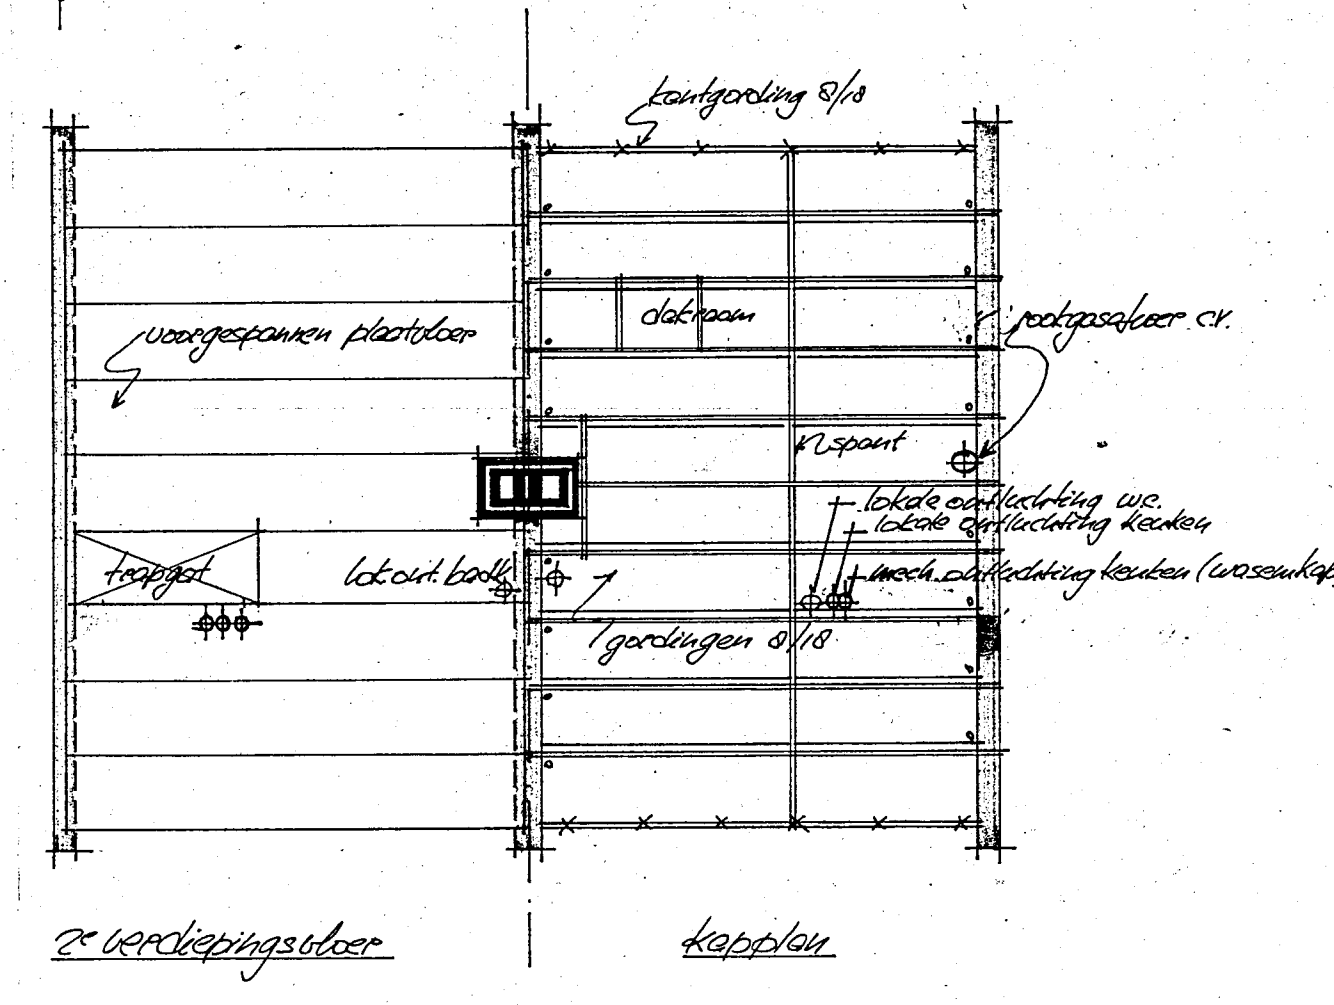 kantgording 8/18
voorgespannen plaatvloer
dakraam
rookgasafvoer c.v.
spant
lokale ontluchting wc.
lokale ontluchting keuken
trapgat
lok. ont. badk
mech. ontluchting keuken (wasemkap
gordingen 8/18
2e verdiepingsvloer
kapplan